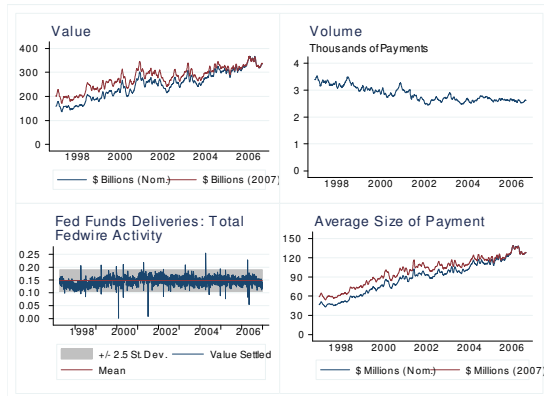 Value
400
300
200
100
0
1998 2000 2002 2004 2006
$ Billions (Nom.) $ Billions (2007)
Volume
Thousands of Payments
4
3
2
1
0
1998 2000 2002 2004 2006
$ Billions (Nom.) $ Billions (2007)
Fed Funds Deliveries: Total
Fedwire Activity
0.25
0.20
0.15
0.10
0.05
0.00
1998 2000 2002 2004 2006
+/- 2.5 St. Dev. Value Settled
Mean
Average Size of Payment
150
120
90
60
30
0
1998 2000 2002 2004 2006
$ Millions (Nom.) $ Millions (2007)